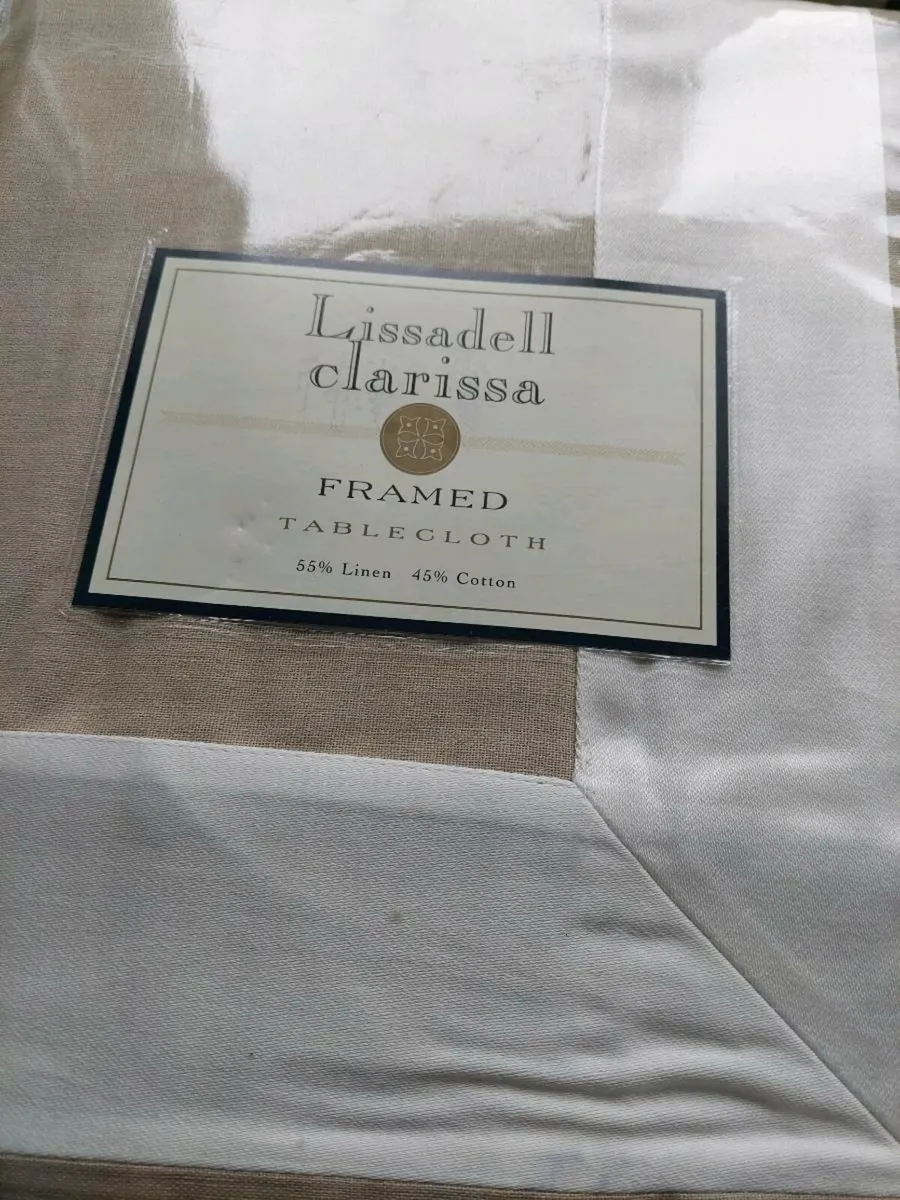 Lissadell
clarissa
FRAMED
TABLECLOTH
55% Linen 45% Cotton